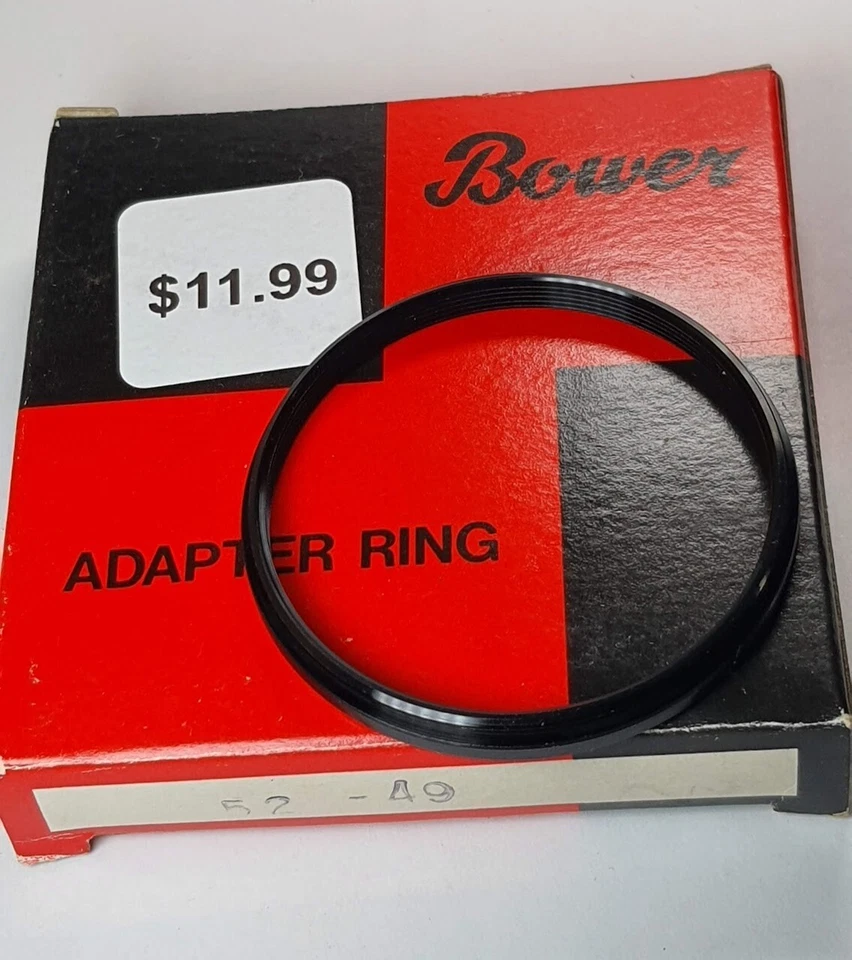 Bower
$11.99
ADAPTER RING
52 - 49